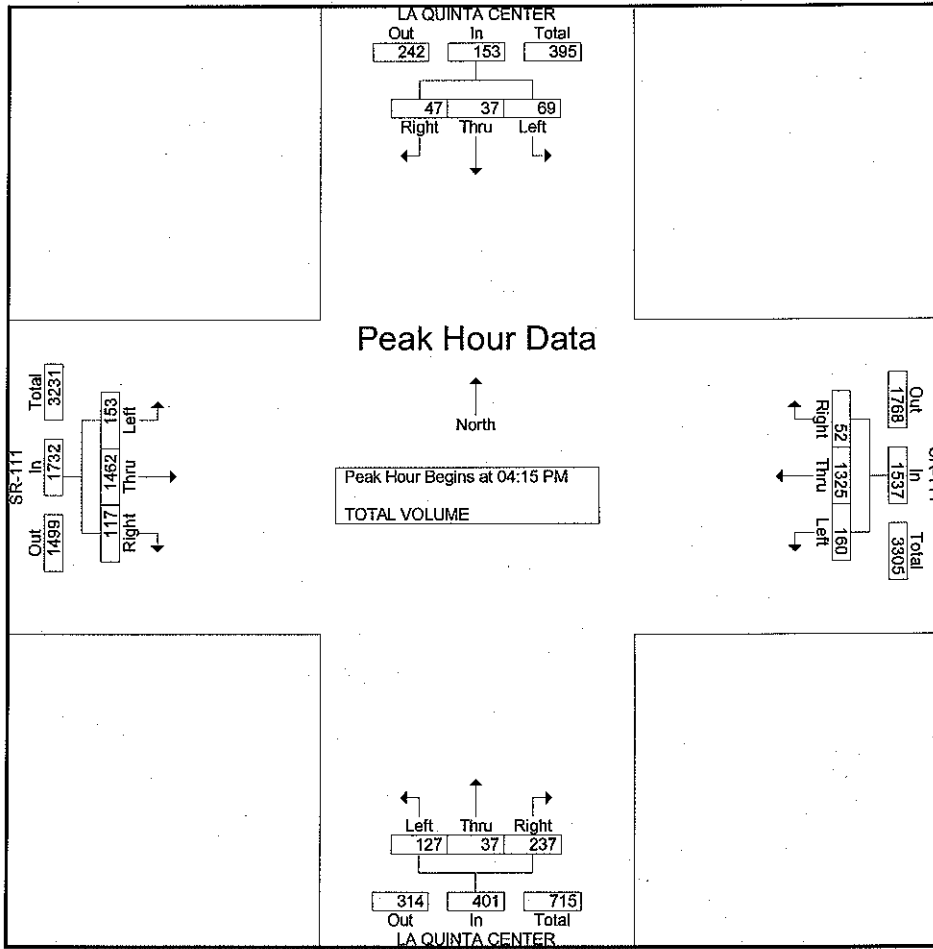 LA QUINTA CENTER
Out In Total
242 153 395
47 37 69
Right Thru Left
Peak Hour Data
North
Peak Hour Begins at 04:15 PM
TOTAL VOLUME
SR-111
Total In Out
3231 1732 1499
153 1462 117
Left Thru Right
Right Thru Left
52 1325 160
Out In Total
1768 1537 3305
Left Thru Right
127 37 237
314 401 715
Out In Total
LA QUINTA CENTER